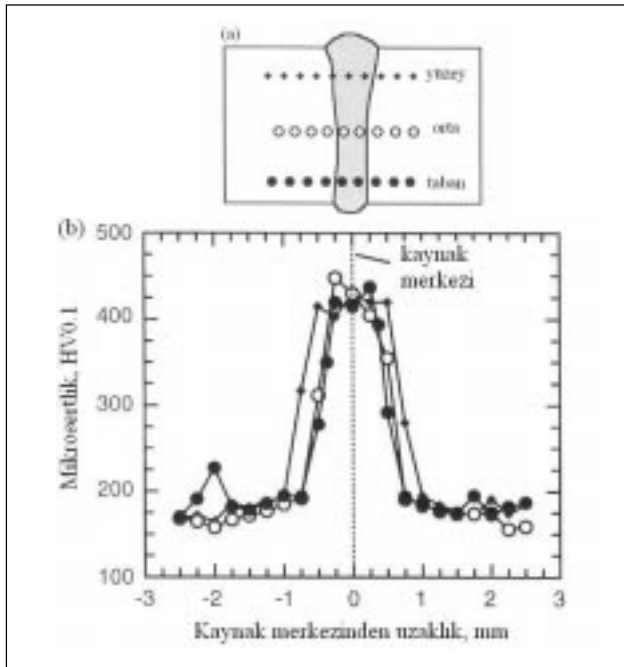 (a)
yüzey
orta
taban
(b)
500
400
300
200
100
kaynak
merkezi
Mikrosertlik, HV0.1
-3 -2 -1 0 1 2 3
Kaynak merkezinden uzaklık, mm